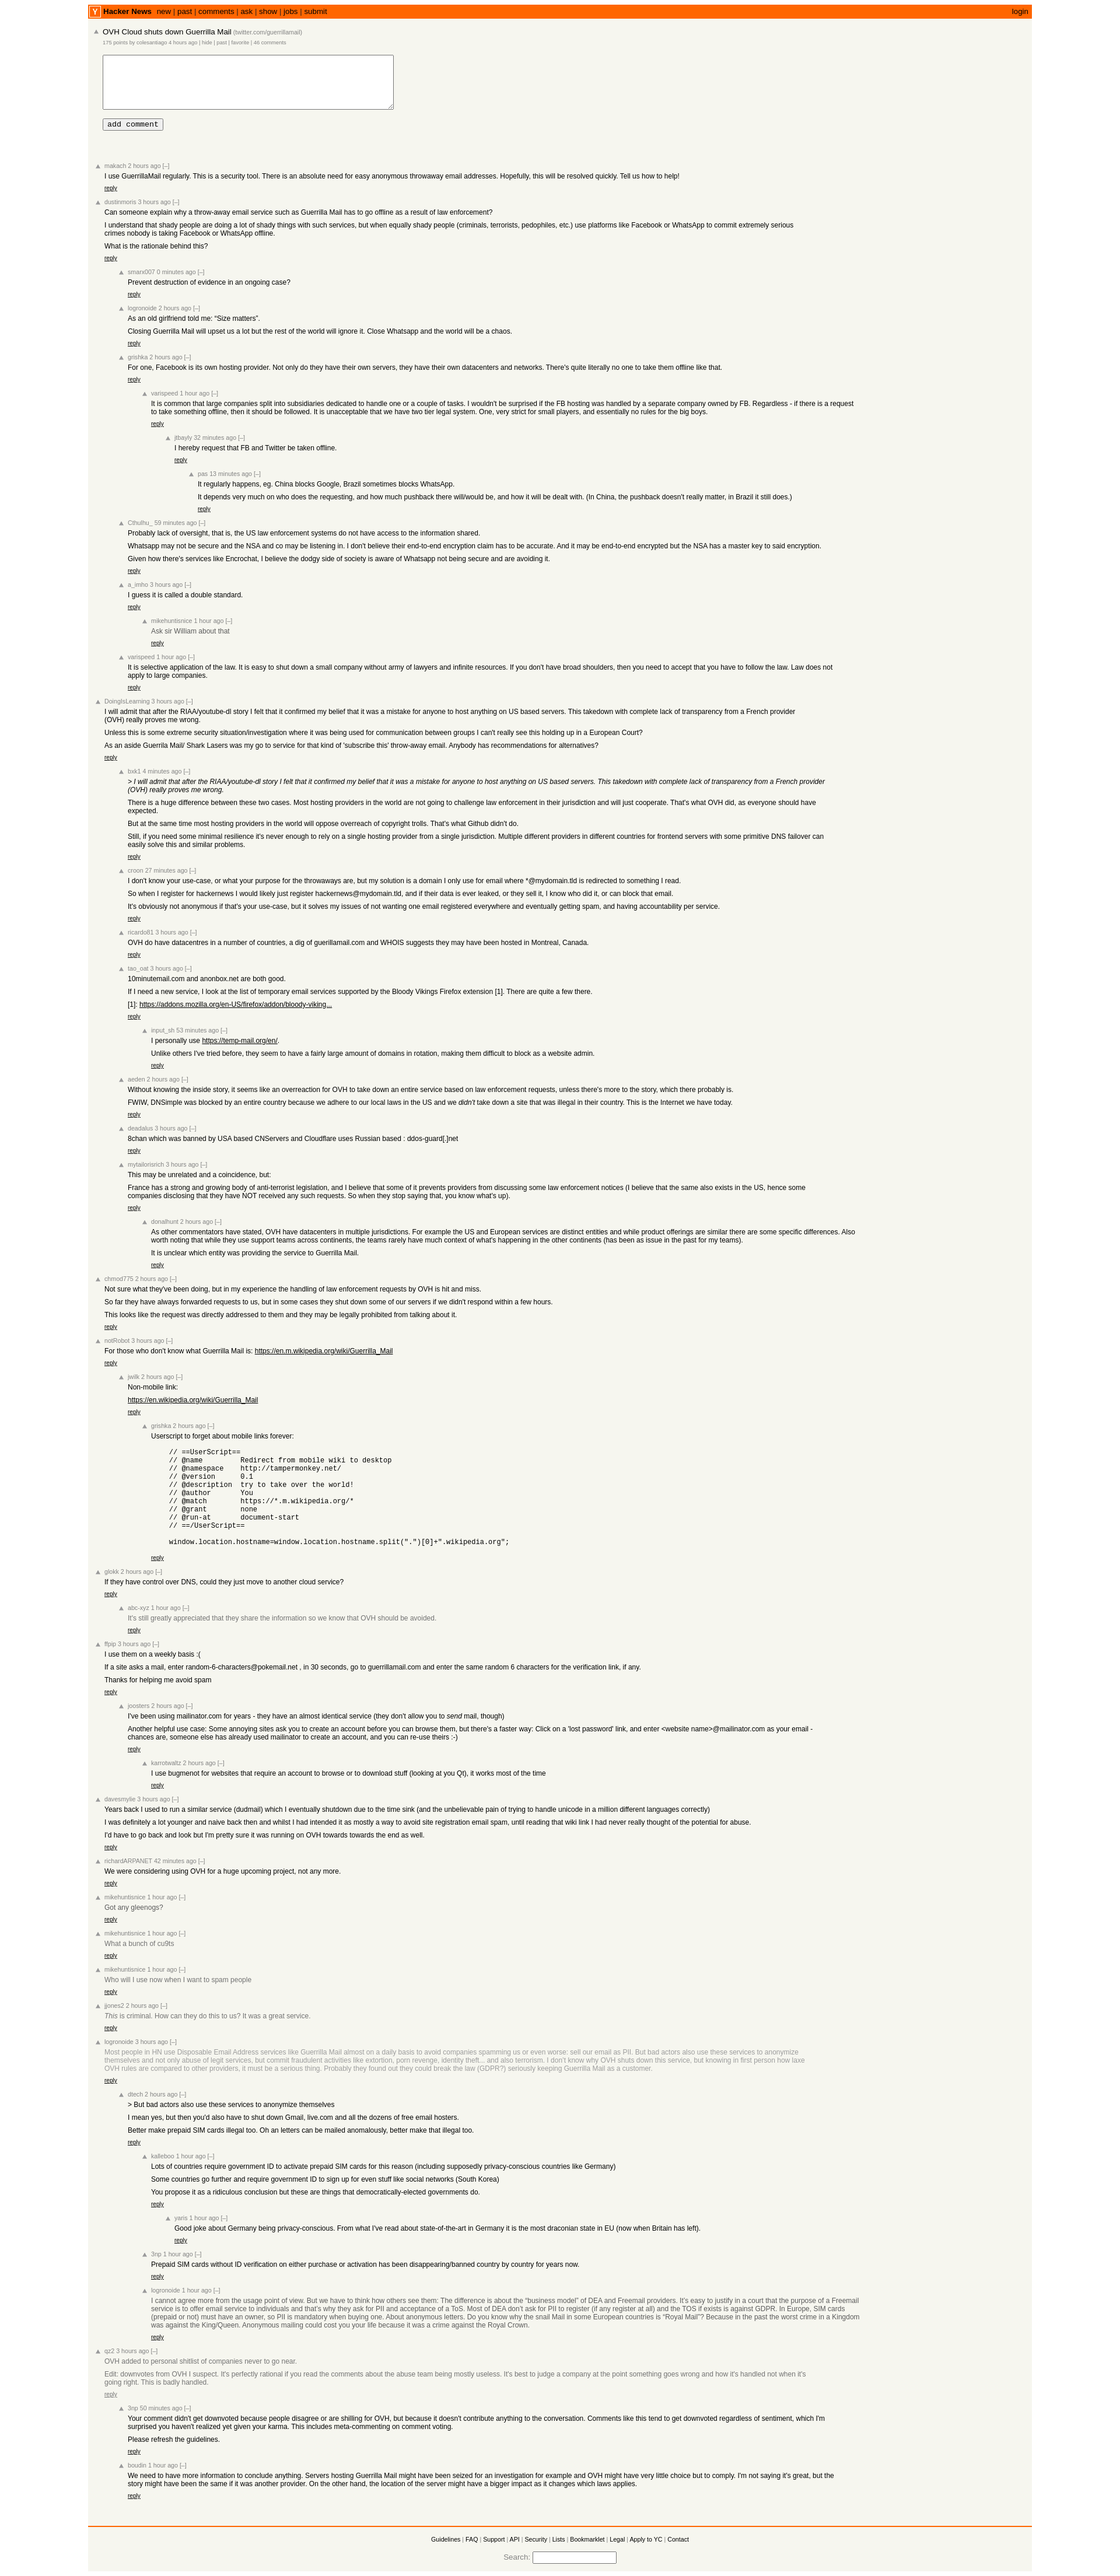 Y Hacker News new | past | comments | ask | show | jobs | submit login
OVH Cloud shuts down Guerrilla Mail (twitter.com/guerrillamail)
175 points by colesantiago 4 hours ago | hide | past | favorite | 46 comments
add comment
makach 2 hours ago [–]
I use GuerrillaMail regularly. This is a security tool. There is an absolute need for easy anonymous throwaway email addresses. Hopefully, this will be resolved quickly. Tell us how to help!
reply
dustinmoris 3 hours ago [–]
Can someone explain why a throw-away email service such as Guerrilla Mail has to go offline as a result of law enforcement?
I understand that shady people are doing a lot of shady things with such services, but when equally shady people (criminals, terrorists, pedophiles, etc.) use platforms like Facebook or WhatsApp to commit extremely serious
crimes nobody is taking Facebook or WhatsApp offline.
What is the rationale behind this?
reply
smarx007 0 minutes ago [–]
Prevent destruction of evidence in an ongoing case?
reply
logronoide 2 hours ago [–]
As an old girlfriend told me: “Size matters”.
Closing Guerrilla Mail will upset us a lot but the rest of the world will ignore it. Close Whatsapp and the world will be a chaos.
reply
grishka 2 hours ago [–]
For one, Facebook is its own hosting provider. Not only do they have their own servers, they have their own datacenters and networks. There's quite literally no one to take them offline like that.
reply
varispeed 1 hour ago [–]
It is common that large companies split into subsidiaries dedicated to handle one or a couple of tasks. I wouldn't be surprised if the FB hosting was handled by a separate company owned by FB. Regardless - if there is a request
to take something offline, then it should be followed. It is unacceptable that we have two tier legal system. One, very strict for small players, and essentially no rules for the big boys.
reply
jtbayly 32 minutes ago [–]
I hereby request that FB and Twitter be taken offline.
reply
pas 13 minutes ago [–]
It regularly happens, eg. China blocks Google, Brazil sometimes blocks WhatsApp.
It depends very much on who does the requesting, and how much pushback there will/would be, and how it will be dealt with. (In China, the pushback doesn't really matter, in Brazil it still does.)
reply
Cthulhu_ 59 minutes ago [–]
Probably lack of oversight, that is, the US law enforcement systems do not have access to the information shared.
Whatsapp may not be secure and the NSA and co may be listening in. I don't believe their end-to-end encryption claim has to be accurate. And it may be end-to-end encrypted but the NSA has a master key to said encryption.
Given how there's services like Encrochat, I believe the dodgy side of society is aware of Whatsapp not being secure and are avoiding it.
reply
a_imho 3 hours ago [–]
I guess it is called a double standard.
reply
mikehuntisnice 1 hour ago [–]
Ask sir William about that
reply
varispeed 1 hour ago [–]
It is selective application of the law. It is easy to shut down a small company without army of lawyers and infinite resources. If you don't have broad shoulders, then you need to accept that you have to follow the law. Law does not
apply to large companies.
reply
DoingIsLearning 3 hours ago [–]
I will admit that after the RIAA/youtube-dl story I felt that it confirmed my belief that it was a mistake for anyone to host anything on US based servers. This takedown with complete lack of transparency from a French provider
(OVH) really proves me wrong.
Unless this is some extreme security situation/investigation where it was being used for communication between groups I can't really see this holding up in a European Court?
As an aside Guerrila Mail/ Shark Lasers was my go to service for that kind of 'subscribe this' throw-away email. Anybody has recommendations for alternatives?
reply
bxk1 4 minutes ago [–]
> I will admit that after the RIAA/youtube-dl story I felt that it confirmed my belief that it was a mistake for anyone to host anything on US based servers. This takedown with complete lack of transparency from a French provider
(OVH) really proves me wrong.
There is a huge difference between these two cases. Most hosting providers in the world are not going to challenge law enforcement in their jurisdiction and will just cooperate. That's what OVH did, as everyone should have
expected.
But at the same time most hosting providers in the world will oppose overreach of copyright trolls. That's what Github didn't do.
Still, if you need some minimal resilience it's never enough to rely on a single hosting provider from a single jurisdiction. Multiple different providers in different countries for frontend servers with some primitive DNS failover can
easily solve this and similar problems.
reply
croon 27 minutes ago [–]
I don't know your use-case, or what your purpose for the throwaways are, but my solution is a domain I only use for email where *@mydomain.tld is redirected to something I read.
So when I register for hackernews I would likely just register hackernews@mydomain.tld, and if their data is ever leaked, or they sell it, I know who did it, or can block that email.
It's obviously not anonymous if that's your use-case, but it solves my issues of not wanting one email registered everywhere and eventually getting spam, and having accountability per service.
reply
ricardo81 3 hours ago [–]
OVH do have datacentres in a number of countries, a dig of guerillamail.com and WHOIS suggests they may have been hosted in Montreal, Canada.
reply
tao_oat 3 hours ago [–]
10minutemail.com and anonbox.net are both good.
If I need a new service, I look at the list of temporary email services supported by the Bloody Vikings Firefox extension [1]. There are quite a few there.
[1]: https://addons.mozilla.org/en-US/firefox/addon/bloody-viking...
reply
input_sh 53 minutes ago [–]
I personally use https://temp-mail.org/en/.
Unlike others I've tried before, they seem to have a fairly large amount of domains in rotation, making them difficult to block as a website admin.
reply
aeden 2 hours ago [–]
Without knowing the inside story, it seems like an overreaction for OVH to take down an entire service based on law enforcement requests, unless there's more to the story, which there probably is.
FWIW, DNSimple was blocked by an entire country because we adhere to our local laws in the US and we didn't take down a site that was illegal in their country. This is the Internet we have today.
reply
deadalus 3 hours ago [–]
8chan which was banned by USA based CNServers and Cloudflare uses Russian based : ddos-guard[.]net
reply
mytailorisrich 3 hours ago [–]
This may be unrelated and a coincidence, but:
France has a strong and growing body of anti-terrorist legislation, and I believe that some of it prevents providers from discussing some law enforcement notices (I believe that the same also exists in the US, hence some
companies disclosing that they have NOT received any such requests. So when they stop saying that, you know what's up).
reply
donalhunt 2 hours ago [–]
As other commentators have stated, OVH have datacenters in multiple jurisdictions. For example the US and European services are distinct entities and while product offerings are similar there are some specific differences. Also
worth noting that while they use support teams across continents, the teams rarely have much context of what's happening in the other continents (has been as issue in the past for my teams).
It is unclear which entity was providing the service to Guerrilla Mail.
reply
chmod775 2 hours ago [–]
Not sure what they've been doing, but in my experience the handling of law enforcement requests by OVH is hit and miss.
So far they have always forwarded requests to us, but in some cases they shut down some of our servers if we didn't respond within a few hours.
This looks like the request was directly addressed to them and they may be legally prohibited from talking about it.
reply
notRobot 3 hours ago [–]
For those who don't know what Guerrilla Mail is: https://en.m.wikipedia.org/wiki/Guerrilla_Mail
reply
jwilk 2 hours ago [–]
Non-mobile link:
https://en.wikipedia.org/wiki/Guerrilla_Mail
reply
grishka 2 hours ago [–]
Userscript to forget about mobile links forever:
// ==UserScript==
// @name Redirect from mobile wiki to desktop
// @namespace http://tampermonkey.net/
// @version 0.1
// @description try to take over the world!
// @author You
// @match https://*.m.wikipedia.org/*
// @grant none
// @run-at document-start
// ==/UserScript==
window.location.hostname=window.location.hostname.split(".")[0]+".wikipedia.org";
reply
glokk 2 hours ago [–]
If they have control over DNS, could they just move to another cloud service?
reply
abc-xyz 1 hour ago [–]
It's still greatly appreciated that they share the information so we know that OVH should be avoided.
reply
ffpip 3 hours ago [–]
I use them on a weekly basis :(
If a site asks a mail, enter random-6-characters@pokemail.net , in 30 seconds, go to guerrillamail.com and enter the same random 6 characters for the verification link, if any.
Thanks for helping me avoid spam
reply
joosters 2 hours ago [–]
I've been using mailinator.com for years - they have an almost identical service (they don't allow you to send mail, though)
Another helpful use case: Some annoying sites ask you to create an account before you can browse them, but there's a faster way: Click on a 'lost password' link, and enter <website name>@mailinator.com as your email -
chances are, someone else has already used mailinator to create an account, and you can re-use theirs :-)
reply
karrotwaltz 2 hours ago [–]
I use bugmenot for websites that require an account to browse or to download stuff (looking at you Qt), it works most of the time
reply
davesmylie 3 hours ago [–]
Years back I used to run a similar service (dudmail) which I eventually shutdown due to the time sink (and the unbelievable pain of trying to handle unicode in a million different languages correctly)
I was definitely a lot younger and naive back then and whilst I had intended it as mostly a way to avoid site registration email spam, until reading that wiki link I had never really thought of the potential for abuse.
I'd have to go back and look but I'm pretty sure it was running on OVH towards towards the end as well.
reply
richardARPANET 42 minutes ago [–]
We were considering using OVH for a huge upcoming project, not any more.
reply
mikehuntisnice 1 hour ago [–]
Got any gleenogs?
reply
mikehuntisnice 1 hour ago [–]
What a bunch of cu9ts
reply
mikehuntisnice 1 hour ago [–]
Who will I use now when I want to spam people
reply
jjones2 2 hours ago [–]
This is criminal. How can they do this to us? It was a great service.
reply
logronoide 3 hours ago [–]
Most people in HN use Disposable Email Address services like Guerrilla Mail almost on a daily basis to avoid companies spamming us or even worse: sell our email as PII. But bad actors also use these services to anonymize
themselves and not only abuse of legit services, but commit fraudulent activities like extortion, porn revenge, identity theft... and also terrorism. I don't know why OVH shuts down this service, but knowing in first person how laxe
OVH rules are compared to other providers, it must be a serious thing. Probably they found out they could break the law (GDPR?) seriously keeping Guerrilla Mail as a customer.
reply
dtech 2 hours ago [–]
> But bad actors also use these services to anonymize themselves
I mean yes, but then you'd also have to shut down Gmail, live.com and all the dozens of free email hosters.
Better make prepaid SIM cards illegal too. Oh an letters can be mailed anomalously, better make that illegal too.
reply
kalleboo 1 hour ago [–]
Lots of countries require government ID to activate prepaid SIM cards for this reason (including supposedly privacy-conscious countries like Germany)
Some countries go further and require government ID to sign up for even stuff like social networks (South Korea)
You propose it as a ridiculous conclusion but these are things that democratically-elected governments do.
reply
yaris 1 hour ago [–]
Good joke about Germany being privacy-conscious. From what I've read about state-of-the-art in Germany it is the most draconian state in EU (now when Britain has left).
reply
3np 1 hour ago [–]
Prepaid SIM cards without ID verification on either purchase or activation has been disappearing/banned country by country for years now.
reply
logronoide 1 hour ago [–]
I cannot agree more from the usage point of view. But we have to think how others see them: The difference is about the “business model” of DEA and Freemail providers. It's easy to justify in a court that the purpose of a Freemail
service is to offer email service to individuals and that's why they ask for PII and acceptance of a ToS. Most of DEA don't ask for PII to register (if any register at all) and the TOS if exists is against GDPR. In Europe, SIM cards
(prepaid or not) must have an owner, so PII is mandatory when buying one. About anonymous letters. Do you know why the snail Mail in some European countries is “Royal Mail”? Because in the past the worst crime in a Kingdom
was against the King/Queen. Anonymous mailing could cost you your life because it was a crime against the Royal Crown.
reply
qz2 3 hours ago [–]
OVH added to personal shitlist of companies never to go near.
Edit: downvotes from OVH I suspect. It's perfectly rational if you read the comments about the abuse team being mostly useless. It's best to judge a company at the point something goes wrong and how it's handled not when it's
going right. This is badly handled.
reply
3np 50 minutes ago [–]
Your comment didn't get downvoted because people disagree or are shilling for OVH, but because it doesn't contribute anything to the conversation. Comments like this tend to get downvoted regardless of sentiment, which I'm
surprised you haven't realized yet given your karma. This includes meta-commenting on comment voting.
Please refresh the guidelines.
reply
boudin 1 hour ago [–]
We need to have more information to conclude anything. Servers hosting Guerrilla Mail might have been seized for an investigation for example and OVH might have very little choice but to comply. I'm not saying it's great, but the
story might have been the same if it was another provider. On the other hand, the location of the server might have a bigger impact as it changes which laws applies.
reply
Guidelines | FAQ | Support | API | Security | Lists | Bookmarklet | Legal | Apply to YC | Contact
Search: